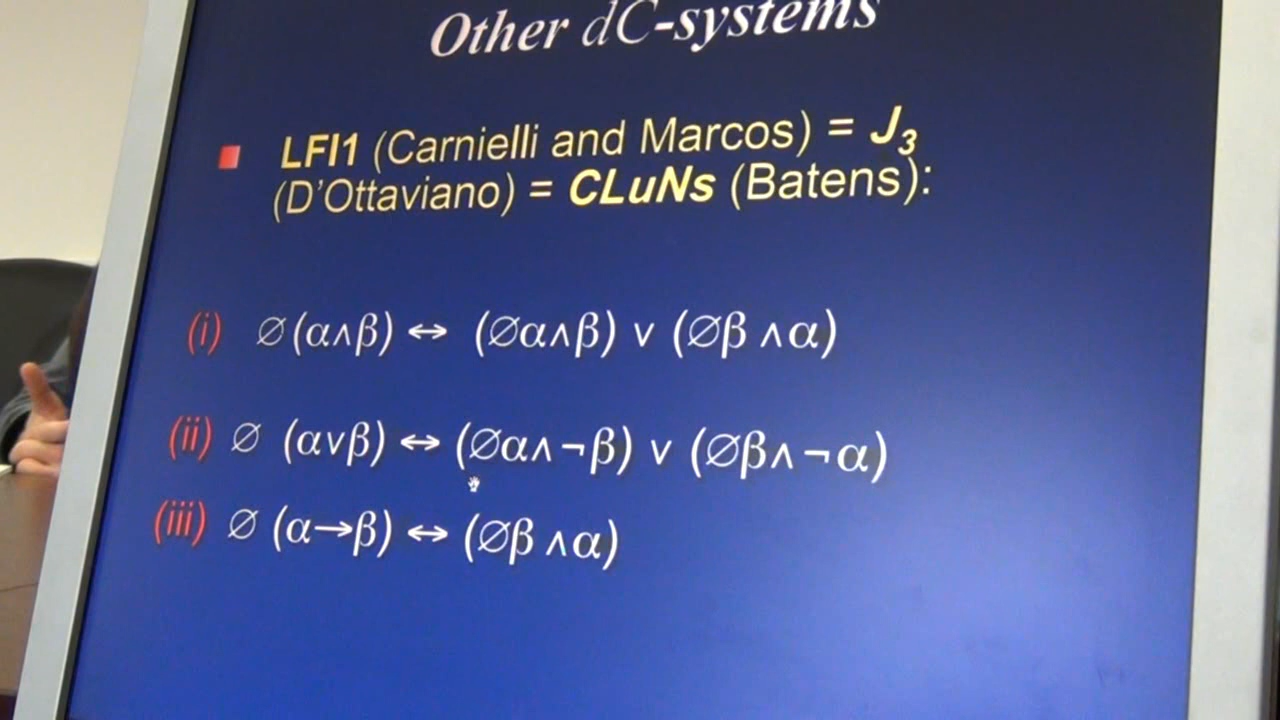 Other dC-systems
LFI1 (Carnielli and Marcos) = J₃
(D'Ottaviano) = CLuNs (Batens):
(i) ∅(α∧β) ↔ (∅α∧β) ∨ (∅β ∧α)
(ii) ∅ (α∨β) ↔ (∅α∧¬β) ∨ (∅β∧¬α)
(iii) ∅ (α→β) ↔ (∅β ∧α)